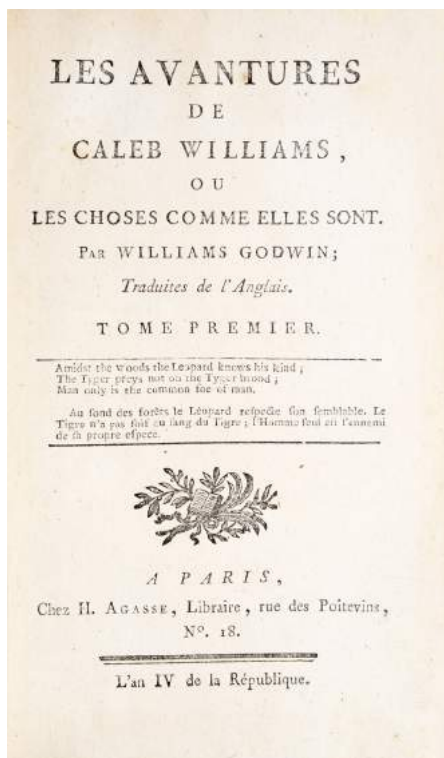 LES AVANTURES
DE
CALEB WILLIAMS,
OU
LES CHOSES COMME ELLES SONT.
PAR WILLIAMS GODWIN;
Traduites de l'Anglais.
TOME PREMIER.
Amidst the woods the Leopard knows his kind;
The Tyger preys not on the Tyger brood;
Man only is the common foe of man.
Au fond des forêts le Léopard respecte son semblable. Le
Tigre n'a pas soif du sang du Tigre; l'Homme seul est l'ennemi
de sa propre espece.
A PARIS,
Chez H. AGASSE, Libraire, rue des Poitevins,
Nº. 18.
L'an IV de la République.